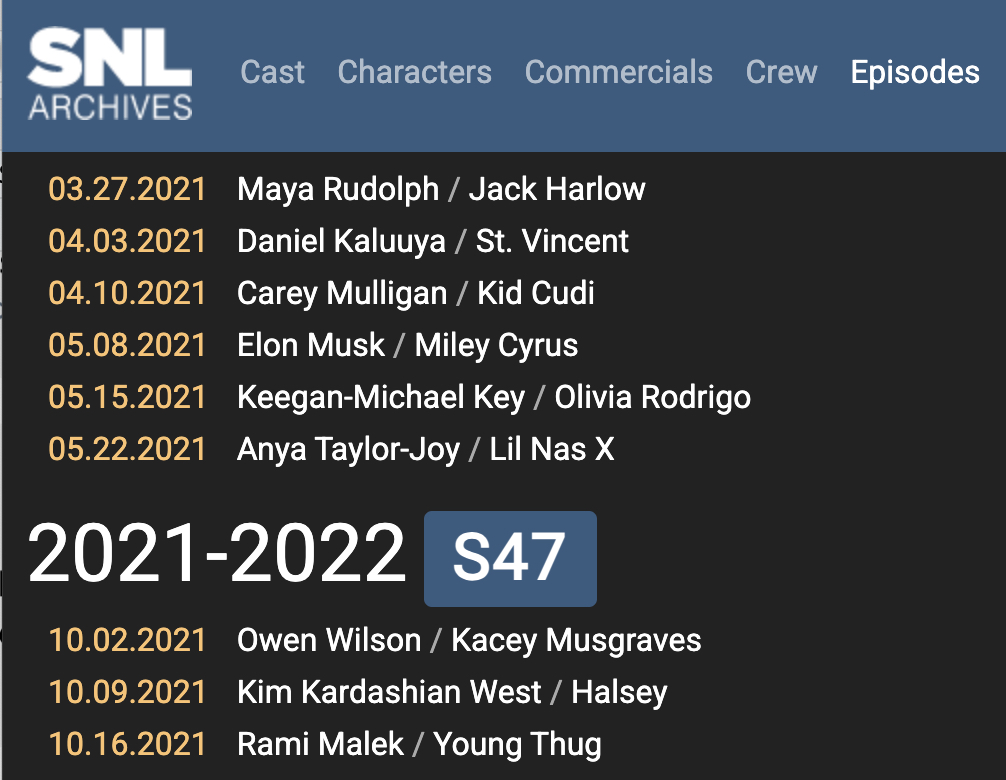 SNL
ARCHIVES
Cast Characters Commercials Crew Episodes
03.27.2021 Maya Rudolph / Jack Harlow
04.03.2021 Daniel Kaluuya / St. Vincent
04.10.2021 Carey Mulligan / Kid Cudi
05.08.2021 Elon Musk / Miley Cyrus
05.15.2021 Keegan-Michael Key / Olivia Rodrigo
05.22.2021 Anya Taylor-Joy / Lil Nas X
2021-2022 S47
10.02.2021 Owen Wilson / Kacey Musgraves
10.09.2021 Kim Kardashian West / Halsey
10.16.2021 Rami Malek / Young Thug